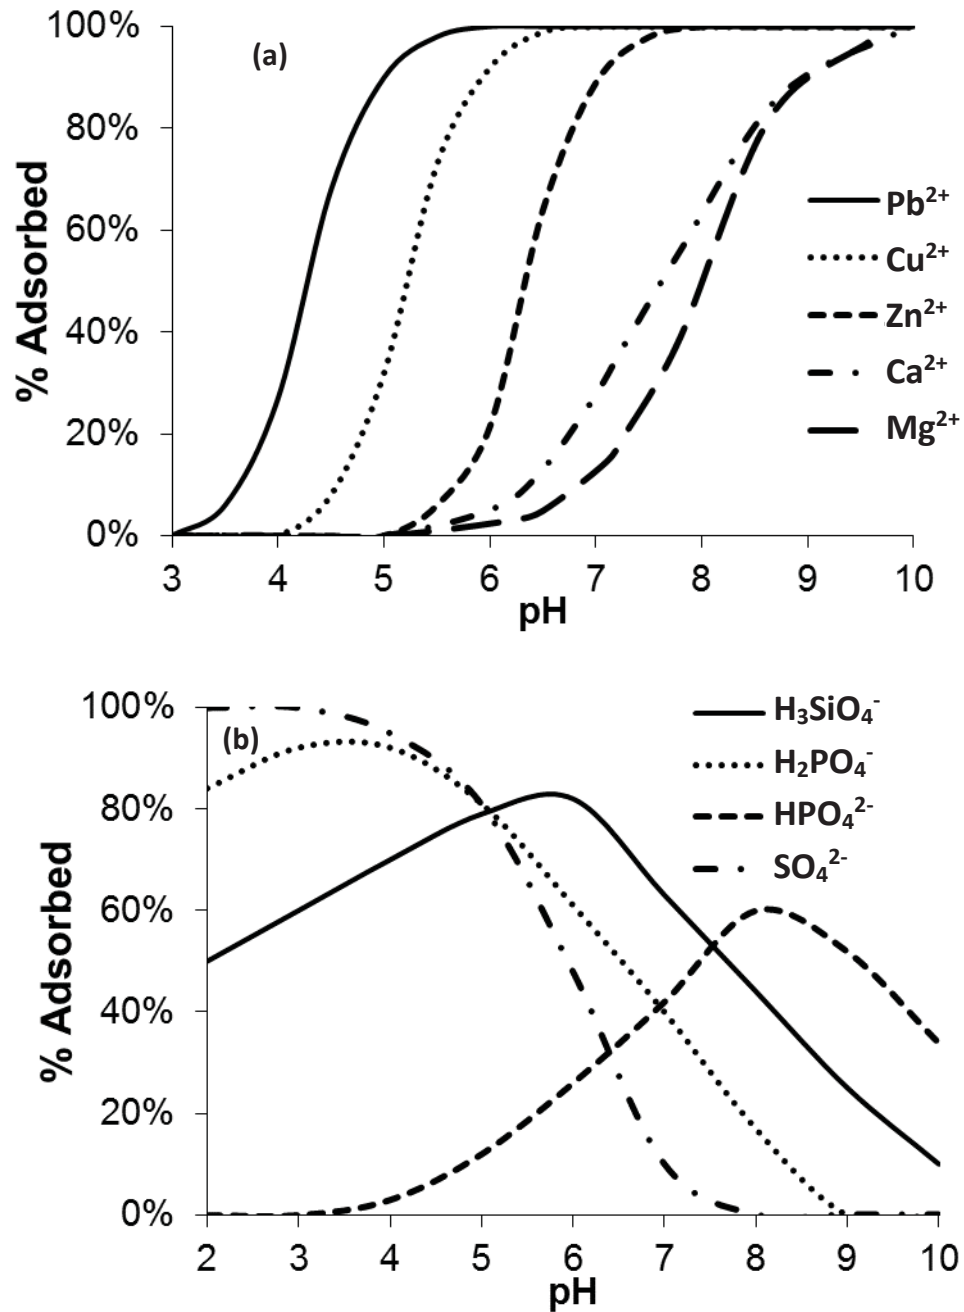 100%
(a)
80%
60%
40%
20%
0%
% Adsorbed
Pb²⁺
Cu²⁺
Zn²⁺
Ca²⁺
Mg²⁺
3 4 5 6 7 8 9 10
pH
100%
(b)
80%
60%
40%
20%
0%
% Adsorbed
H₃SiO₄⁻
H₂PO₄⁻
HPO₄²⁻
SO₄²⁻
2 3 4 5 6 7 8 9 10
pH